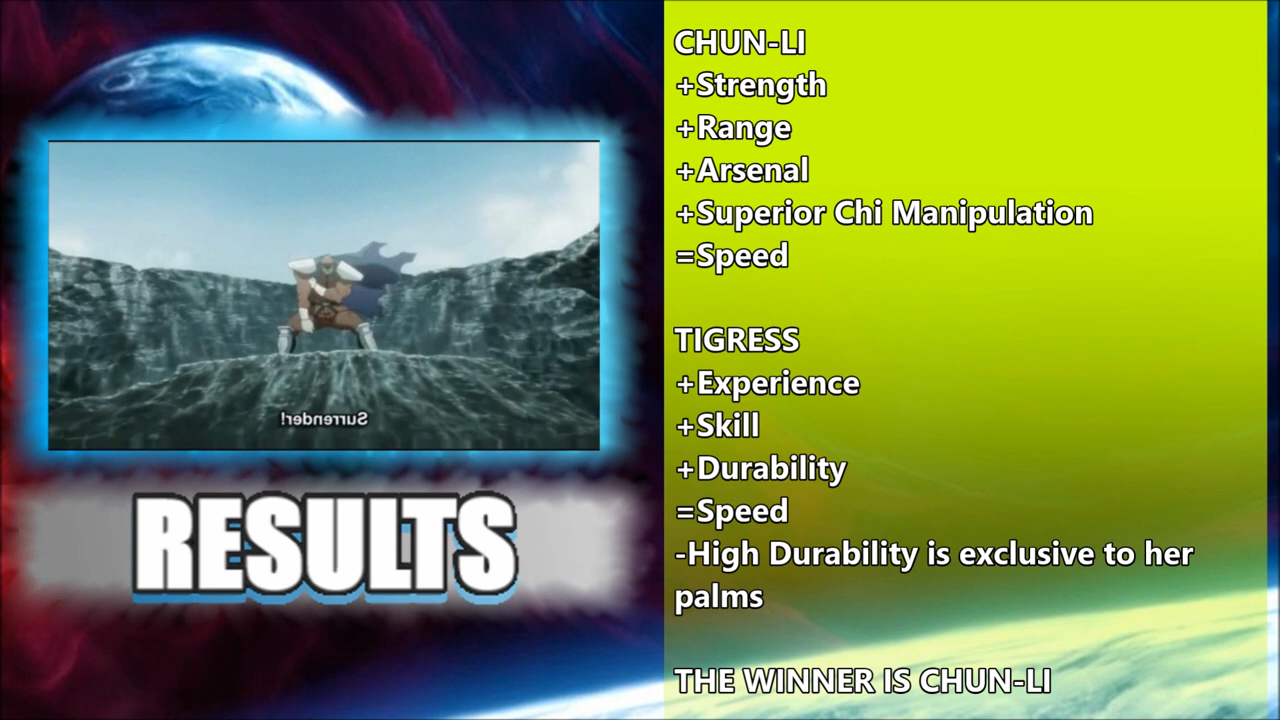 CHUN-LI
+Strength
+Range
+Arsenal
+Superior Chi Manipulation
=Speed
TIGRESS
+Experience
+Skill
+Durability
=Speed
-High Durability is exclusive to her
palms
THE WINNER IS CHUN-LI
Surrender!
RESULTS